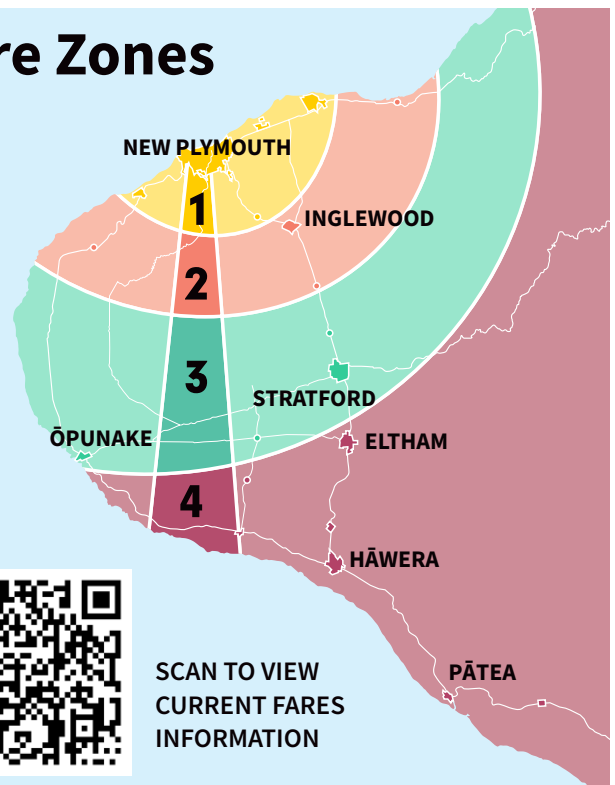 re Zones
NEW PLYMOUTH
1
INGLEWOOD
2
3
STRATFORD
ŌPUNAKE
ELTHAM
4
HĀWERA
SCAN TO VIEW
CURRENT FARES
INFORMATION
PĀTEA